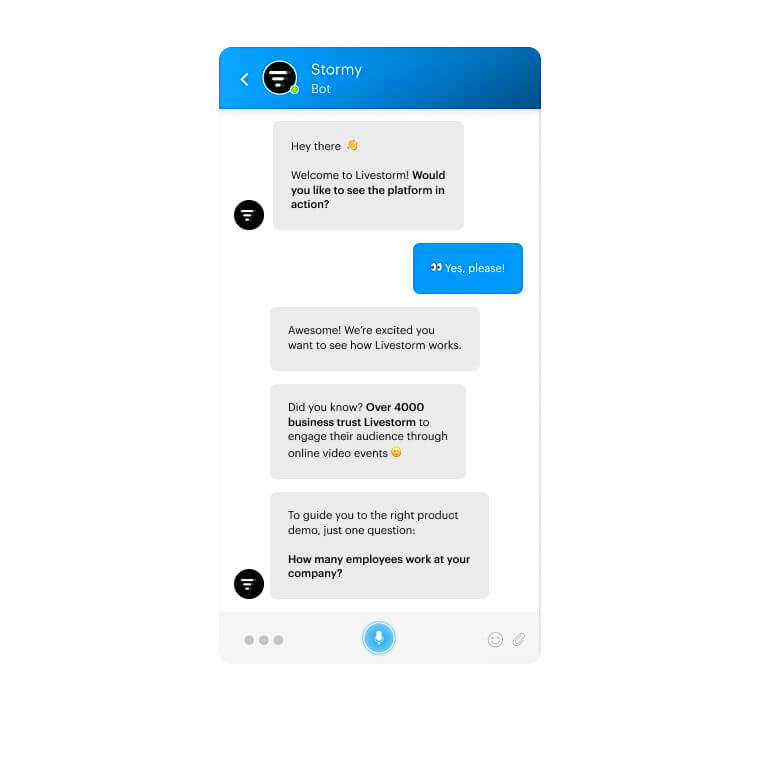 Stormy
Bot
Hey there 👋
Welcome to Livestorm! Would
you like to see the platform in
action?
👀 Yes, please!
Awesome! We're excited you
want to see how Livestorm works.
Did you know? Over 4000
business trust Livestorm to
engage their audience through
online video events 😄
To guide you to the right product
demo, just one question:
How many employees work at your
company?